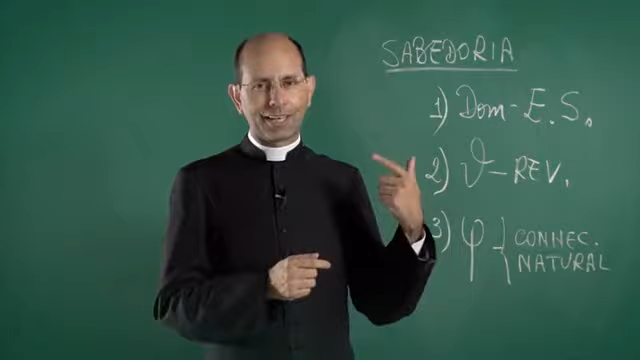 SABEDORIA
1) Dom - E.S.
2) ϑ - REV.
3) φ { CONNEC.
NATURAL